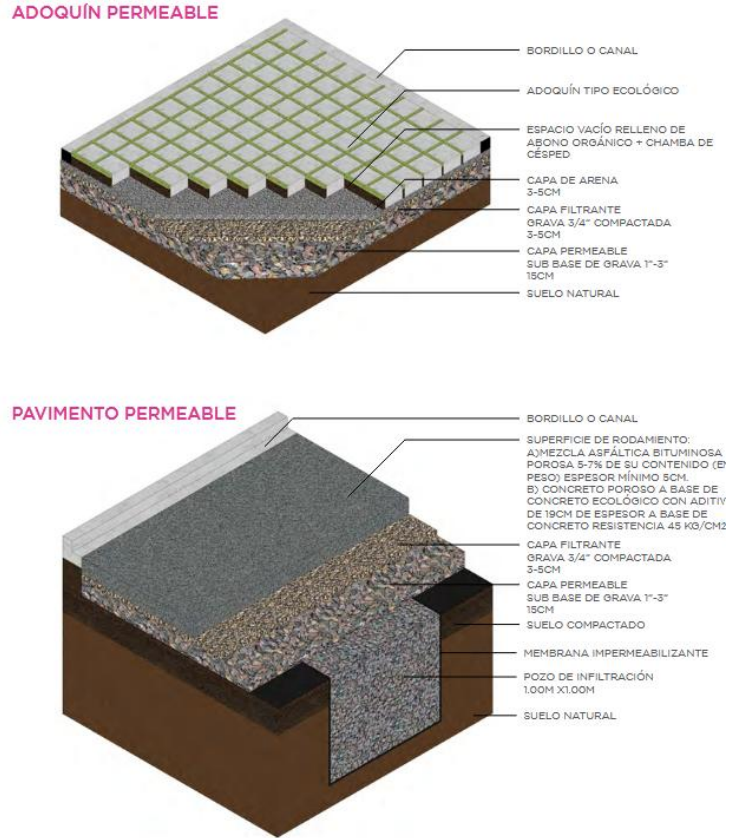 ADOQUÍN PERMEABLE
BORDILLO O CANAL
ADOQUÍN TIPO ECOLÓGICO
ESPACIO VACÍO RELLENO DE
ABONO ORGÁNICO + CHAMBA DE
CÉSPED
CAPA DE ARENA
3-5CM
CAPA FILTRANTE
GRAVA 3/4" COMPACTADA
3-5CM
CAPA PERMEABLE
SUB BASE DE GRAVA 1"-3"
15CM
SUELO NATURAL
PAVIMENTO PERMEABLE
BORDILLO O CANAL
SUPERFICIE DE RODAMIENTO:
A)MEZCLA ASFÁLTICA BITUMINOSA
POROSA 5-7% DE SU CONTENIDO
PESO) ESPESOR MÍNIMO 5CM.
B) CONCRETO POROSO A BASE DE
CONCRETO ECOLÓGICO CON
DE 19CM DE ESPESOR A BASE DE
CONCRETO RESISTENCIA 45 KG/CM2
CAPA FILTRANTE
GRAVA 3/4" COMPACTADA
3-5CM
CAPA PERMEABLE
SUB BASE DE GRAVA 1"-3"
15CM
SUELO COMPACTADO
MEMBRANA IMPERMEABILIZANTE
POZO DE INFILTRACIÓN
1.00M X1.00M
SUELO NATURAL